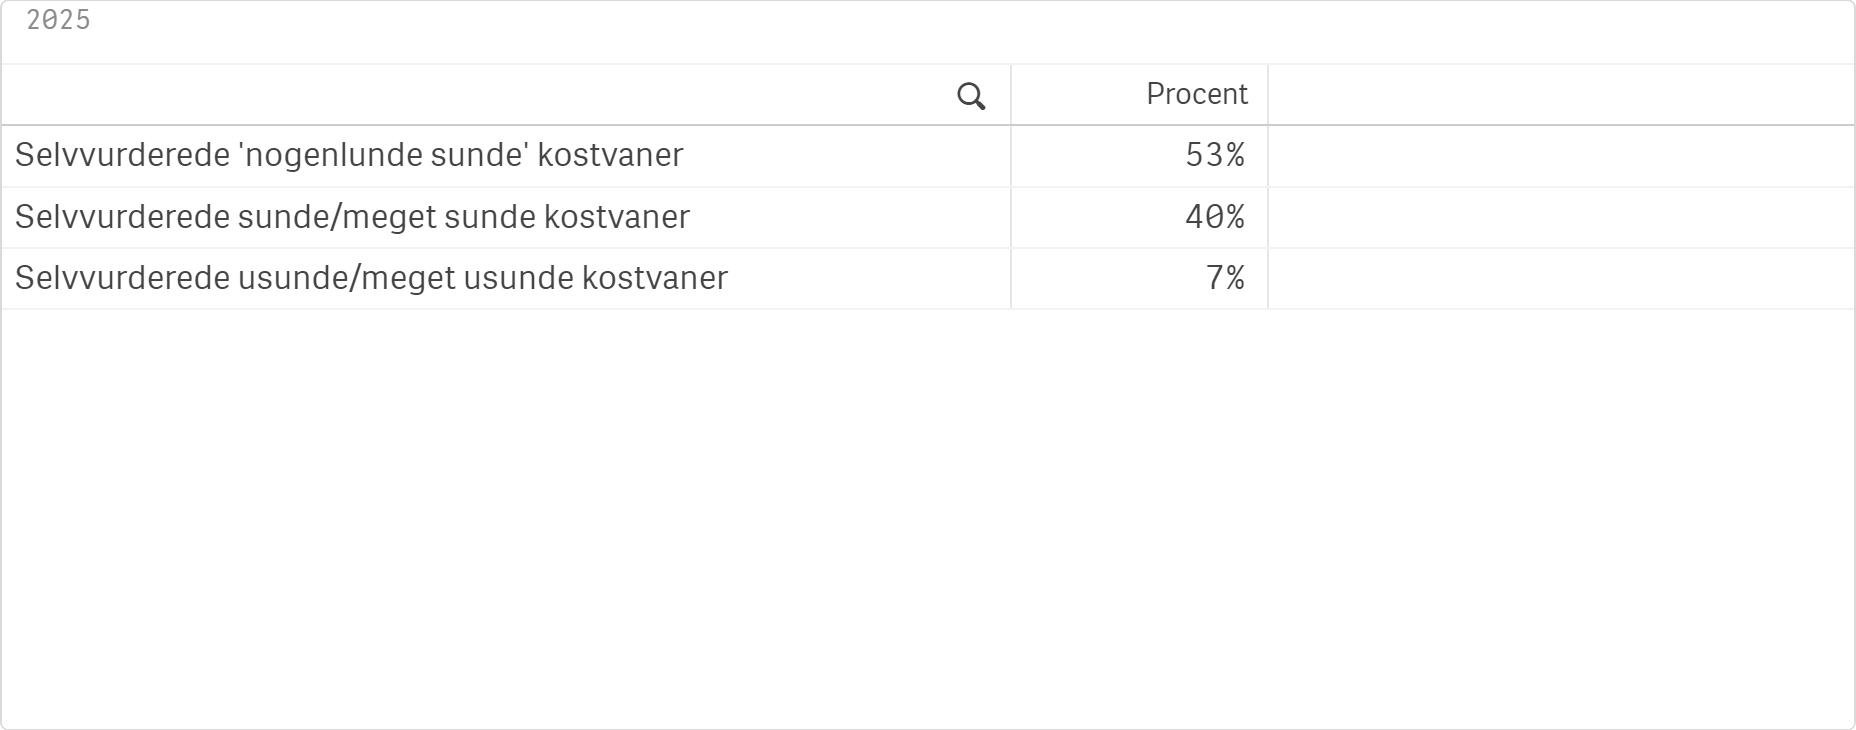 2025
Procent
Selvvurderede 'nogenlunde sunde' kostvaner 53%
Selvvurderede sunde/meget sunde kostvaner 40%
Selvvurderede usunde/meget usunde kostvaner 7%